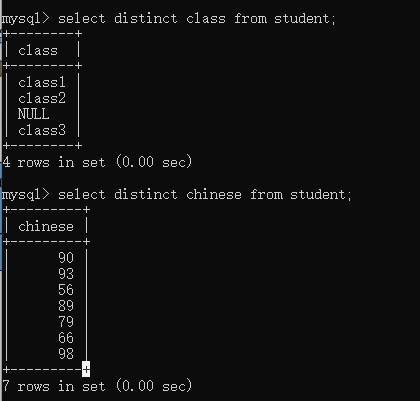 mysql> select distinct class from student;
+--------+
| class  |
+--------+
| class1 |
| class2 |
| NULL   |
| class3 |
+--------+
4 rows in set (0.00 sec)
mysql> select distinct chinese from student;
+---------+
| chinese |
+---------+
|      90 |
|      93 |
|      56 |
|      89 |
|      79 |
|      66 |
|      98 |
+---------+
7 rows in set (0.00 sec)